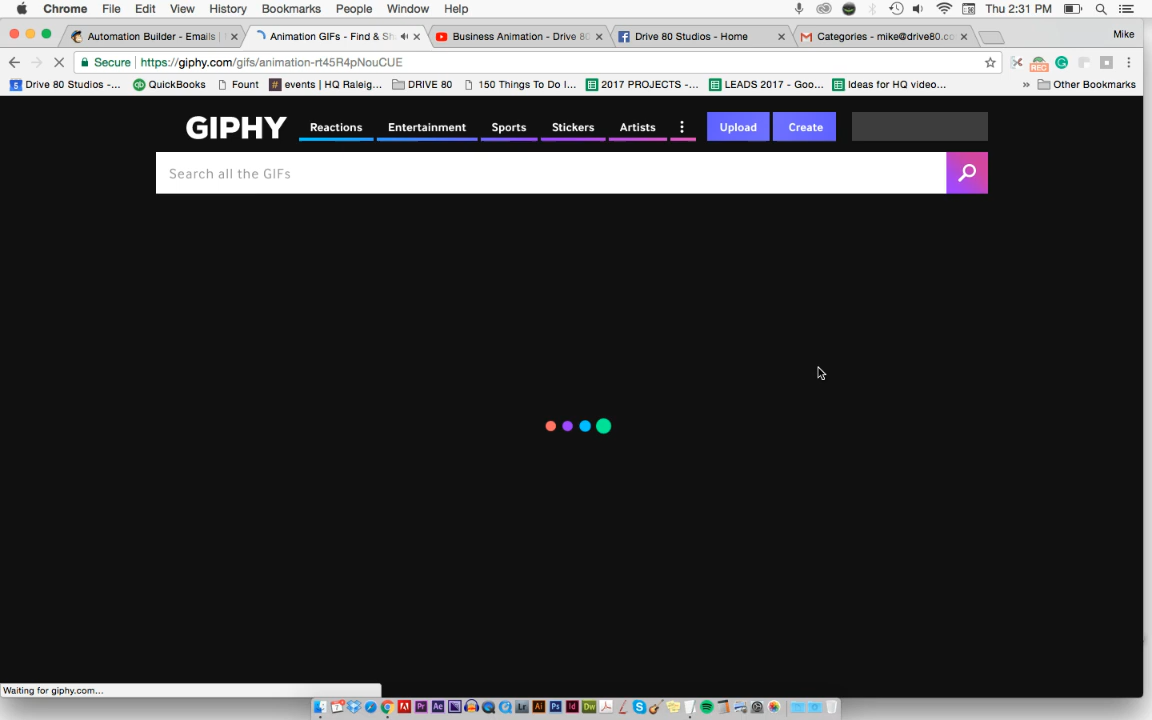 Chrome File Edit View History Bookmarks People Window Help Thu 2:31 PM
Automation Builder - Emails | Animation GIFs - Find & Sh Business Animation - Drive 80 Drive 80 Studios - Home Categories - mike@drive80.co Mike
Secure | https://giphy.com/gifs/animation-rt45R4pNouCUE
Drive 80 Studios -... QuickBooks Fount events | HQ Raleig... DRIVE 80 150 Things To Do I... 2017 PROJECTS -... LEADS 2017 - Goo... Ideas for HQ video... » Other Bookmarks
GIPHY Reactions Entertainment Sports Stickers Artists Upload Create
Search all the GIFs
Waiting for giphy.com...